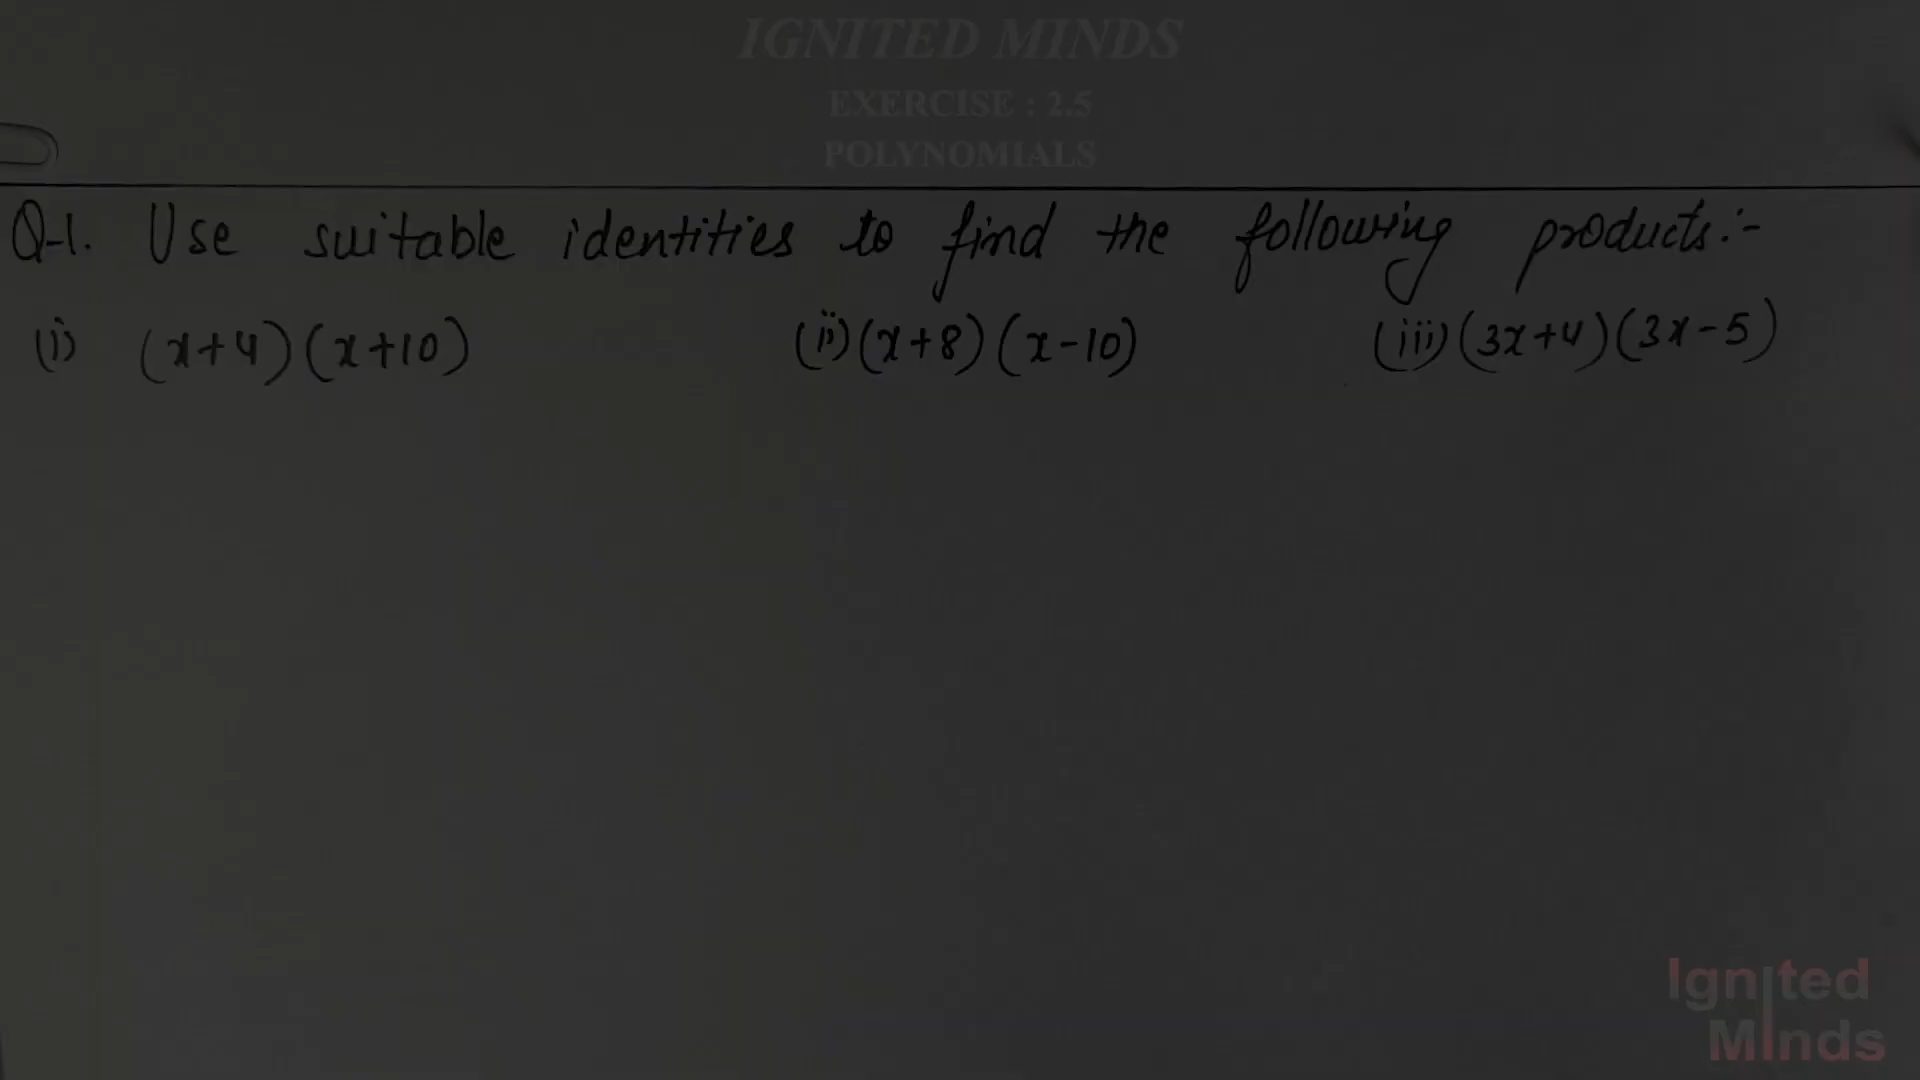 IGNITED MINDS
EXERCISE : 2.5
POLYNOMIALS
Q-1. Use suitable identities to find the following products:-
(i) (x+4)(x+10) (ii) (x+8)(x-10) (iii) (3x+4)(3x-5)
Ignited
Minds